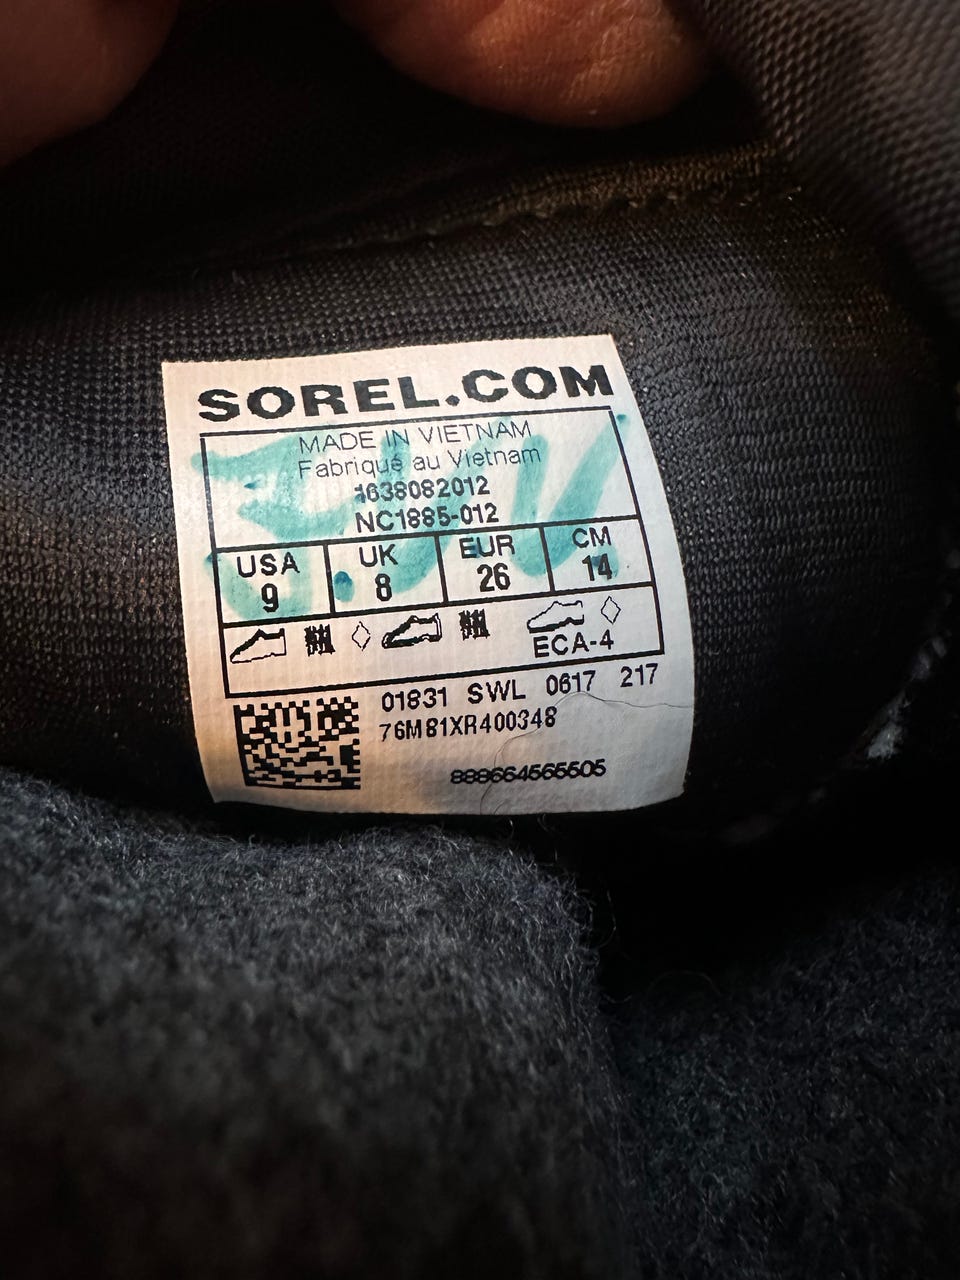 SOREL.COM
MADE IN VIETNAM
Fabriqué au Vietnam
1638082012
NC1885-012
USA UK EUR CM
9 8 26 14
ECA-4
01831 SWL 0617 217
76M81XR400348
888664565505